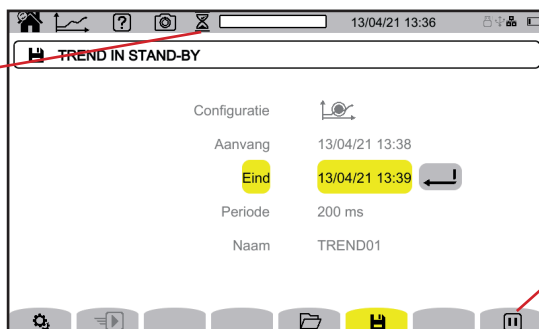 13/04/21 13:36
TREND IN STAND-BY
Configuratie
Aanvang 13/04/21 13:38
Eind 13/04/21 13:39
Periode 200 ms
Naam TREND01